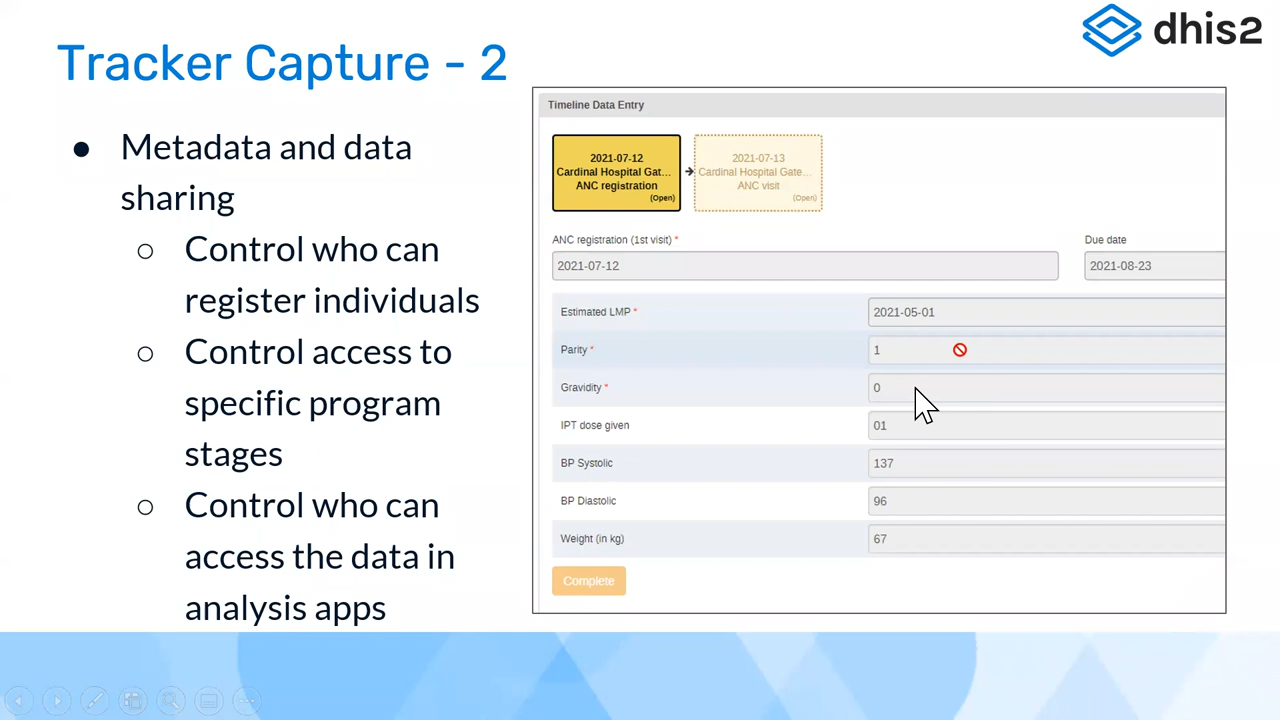 dhis2
Tracker Capture - 2
● Metadata and data
sharing
○ Control who can
register individuals
○ Control access to
specific program
stages
○ Control who can
access the data in
analysis apps
Timeline Data Entry
2021-07-12
Cardinal Hospital Gat...
ANC registration
(Open)
2021-07-13
Cardinal Hospital Gate...
ANC visit
(Open)
ANC registration (1st visit) *
Due date
2021-07-12
2021-08-23
Estimated LMP * 2021-05-01
Parity * 1
Gravidity * 0
IPT dose given 01
BP Systolic 137
BP Diastolic 96
Weight (in kg) 67
Complete